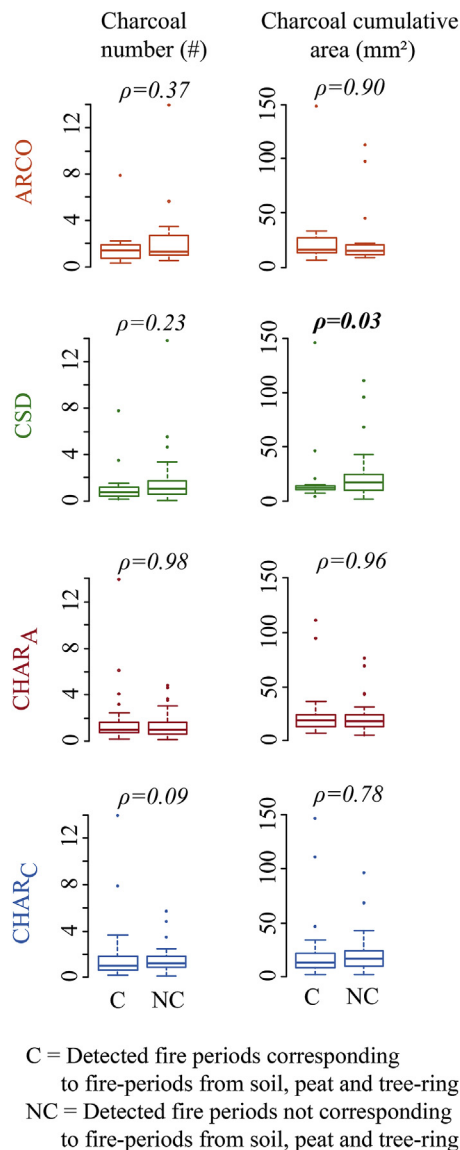 Charcoal number (#)
Charcoal cumulative area (mm²)
ARCO
ρ=0.37
0 4 8 12
ρ=0.90
0 50 100 150
CSD
ρ=0.23
0 4 8 12
ρ=0.03
0 50 100 150
CHARA
ρ=0.98
0 4 8 12
ρ=0.96
0 50 100 150
CHARC
ρ=0.09
0 4 8 12
ρ=0.78
0 50 100 150
C NC
C NC
C = Detected fire periods corresponding
to fire-periods from soil, peat and tree-ring
NC = Detected fire periods not corresponding
to fire-periods from soil, peat and tree-ring